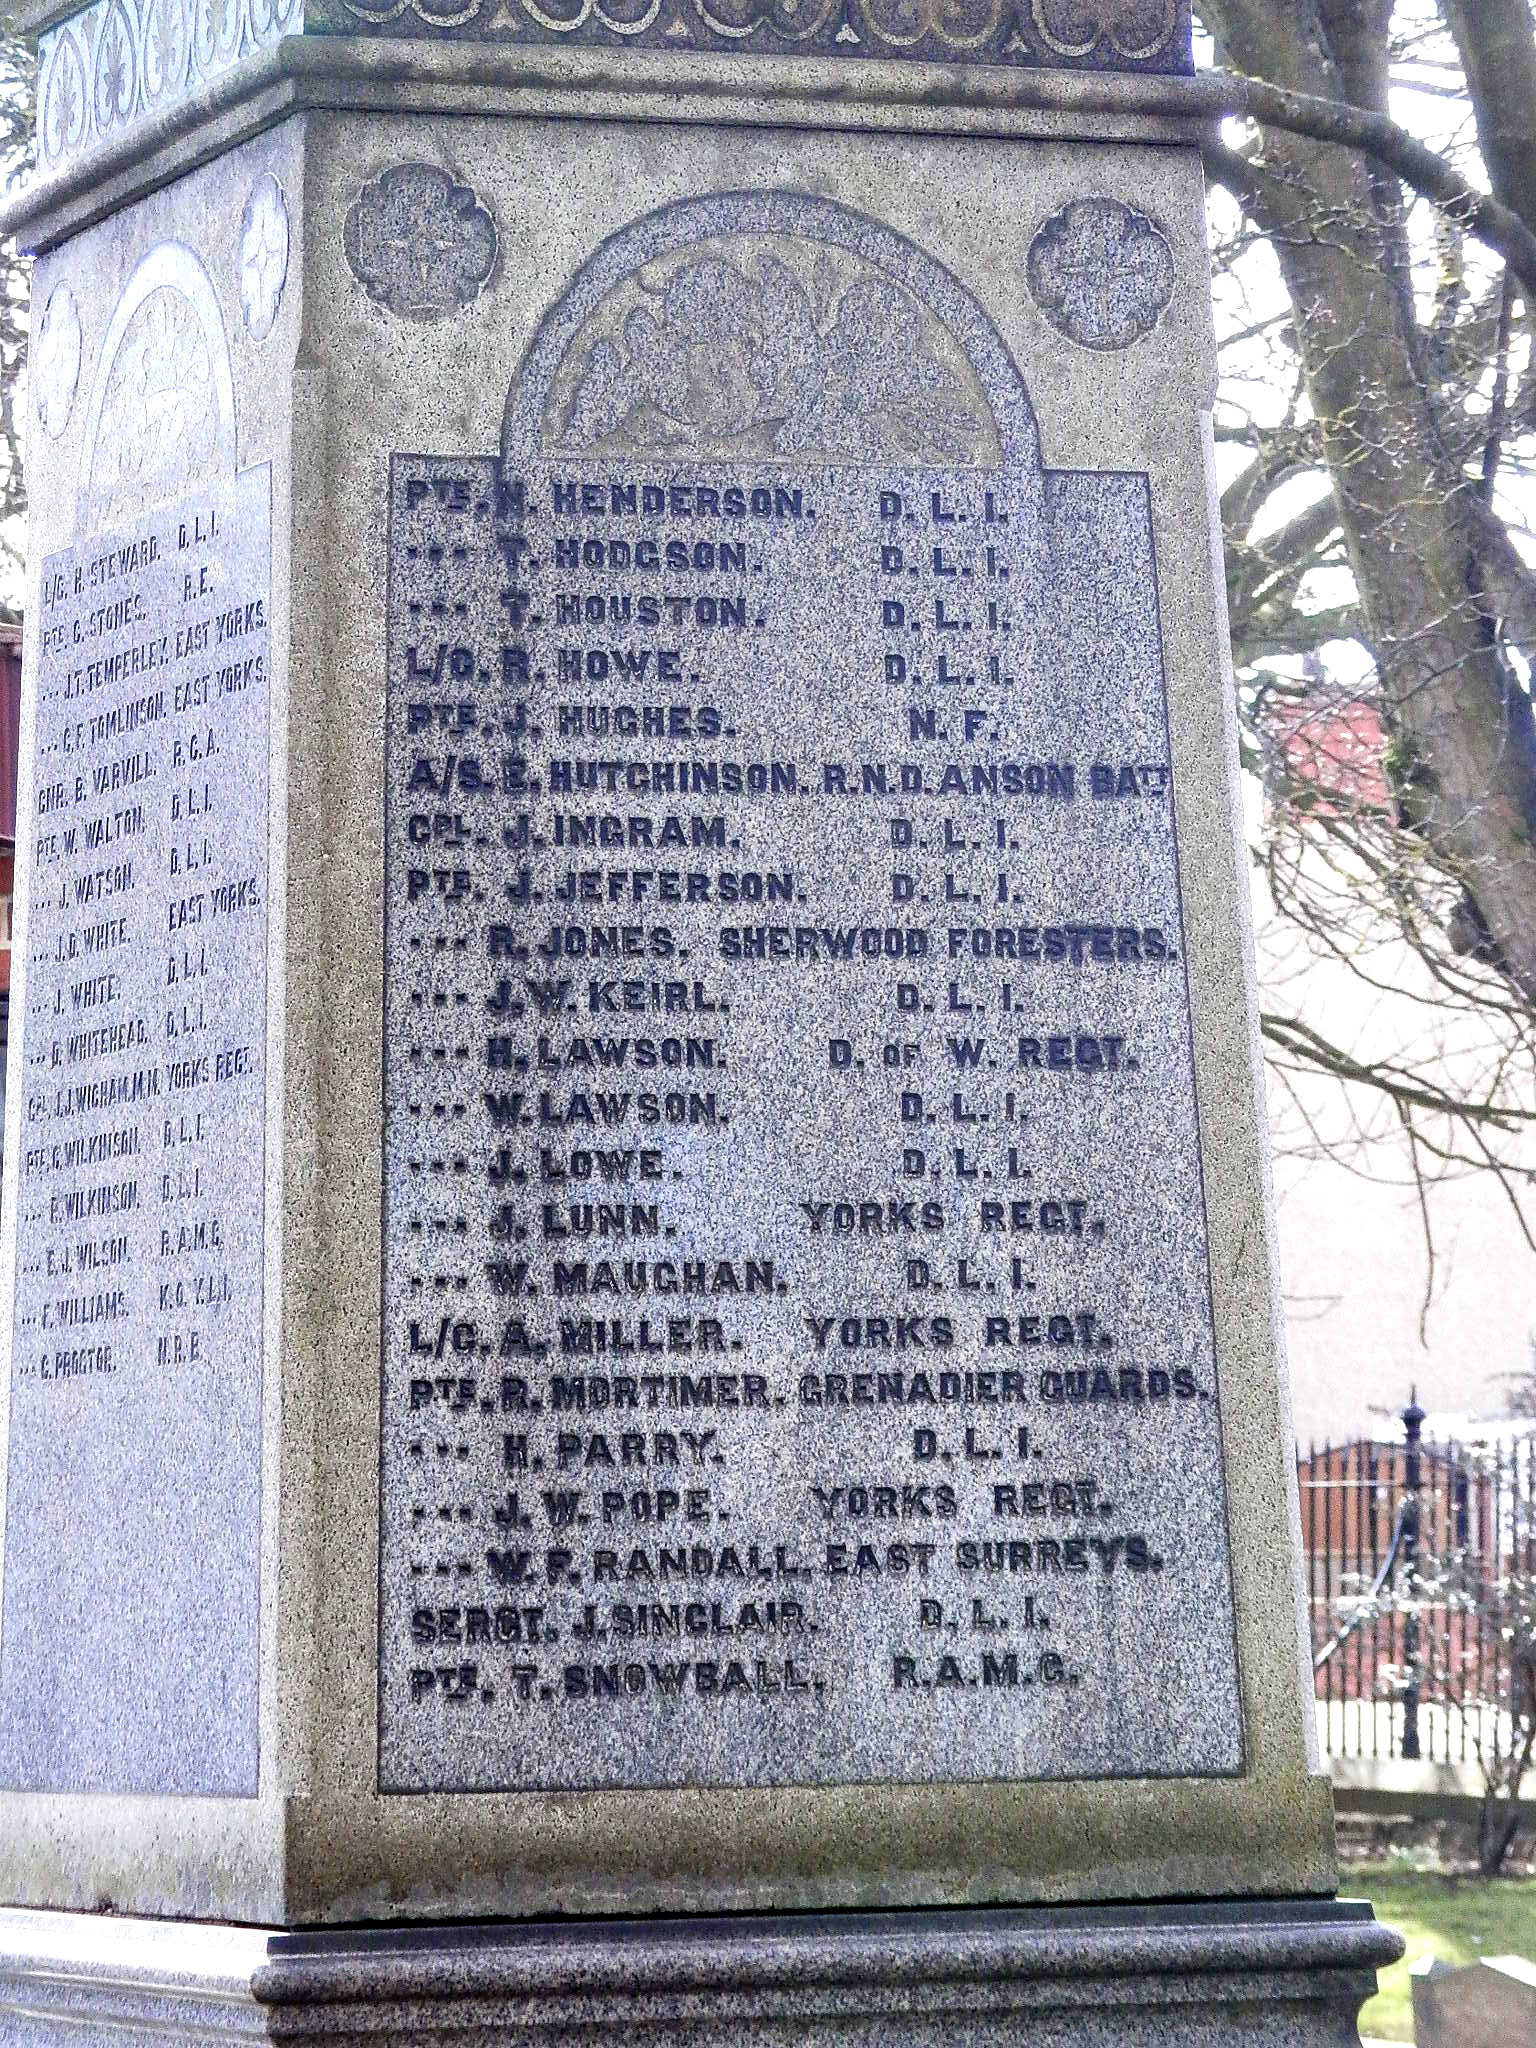 L/C. H. STEWARD. D. L. I.
PTE. C. STONES. R. E.
... J. T. TEMPERLEY. EAST YORKS.
... C. F. TOMLINSON. EAST YORKS.
GNR. B. VARVILL. R. G. A.
PTE. W. WALTON. D. L. I.
... J. WATSON. D. L. I.
... J. D. WHITE. EAST YORKS.
... J. WHITE. D. L. I.
... D. WHITEHEAD. D. L. I.
CPL. J. J. WIGHAM. M. M. YORKS REGT.
PTE. G. WILKINSON. D. L. I.
... WILKINSON. D. L. I.
... E. J. WILSON. R. A. M. C.
... F. WILLIAMS. K. O. Y. L. I.
... G. PROCTOR.
PTE. N. HENDERSON. D. L. I.
... T. HODGSON. D. L. I.
... T. HOUSTON. D. L. I.
L/C. R. HOWE. D. L. I.
PTE. J. HUGHES. N. F.
A/S. E. HUTCHINSON. R.N.D. ANSON BATT
CPL. J. INGRAM. D. L. I.
PTE. J. JEFFERSON. D. L. I.
... R. JONES. SHERWOOD FORESTERS.
... J. W. KEIRL. D. L. I.
... H. LAWSON. D. OF W. REGT.
... W. LAWSON. D. L. I.
... J. LOWE. D. L. I.
... J. LUNN. YORKS REGT.
... W. MAUGHAN. D. L. I.
L/C. A. MILLER. YORKS REGT.
PTE. R. MORTIMER. GRENADIER GUARDS.
... H. PARRY. D. L. I.
... J. W. POPE. YORKS REGT.
... W. F. RANDALL. EAST SURREYS.
SERGT. J. SINCLAIR. D. L. I.
PTE. T. SNOWBALL. R.A.M.C.